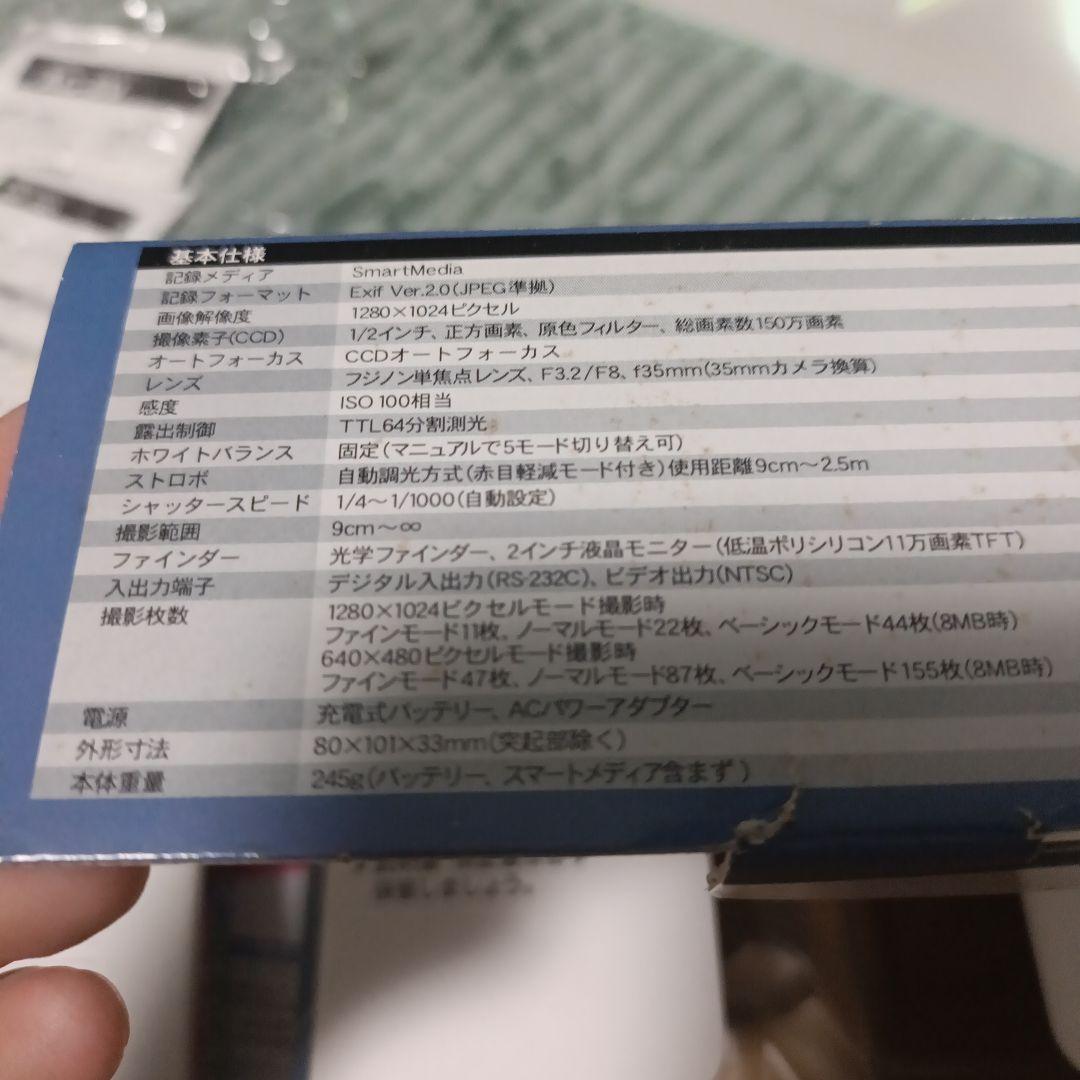 基本仕様
記録メディア SmartMedia
記録フォーマット Exif Ver.2.0(JPEG準拠)
画像解像度 1280×1024ピクセル
撮像素子(CCD) 1/2インチ、正方画素、原色フィルター、総画素数150万画素
オートフォーカス CCDオートフォーカス
レンズ フジノン単焦点レンズ、F3.2/F8、f35mm(35mmカメラ換算)
感度 ISO 100相当
露出制御 TTL64分割測光
ホワイトバランス 固定(マニュアルで5モード切り替え可)
ストロボ 自動調光方式(赤目軽減モード付き)使用距離9cm～2.5m
シャッタースピード 1/4～1/1000(自動設定)
撮影範囲 9cm～∞
ファインダー 光学ファインダー、2インチ液晶モニター(低温ポリシリコン11万画素TFT)
入出力端子 デジタル入出力(RS-232C)、ビデオ出力(NTSC)
撮影枚数 1280×1024ピクセルモード撮影時
ファインモード11枚、ノーマルモード22枚、ベーシックモード44枚(8MB時)
640×480ピクセルモード撮影時
ファインモード47枚、ノーマルモード87枚、ベーシックモード155枚(8MB時)
電源 充電式バッテリー、ACパワーアダプター
外形寸法 80×101×33mm(突起部除く)
本体重量 245g(バッテリー、スマートメディア含まず)